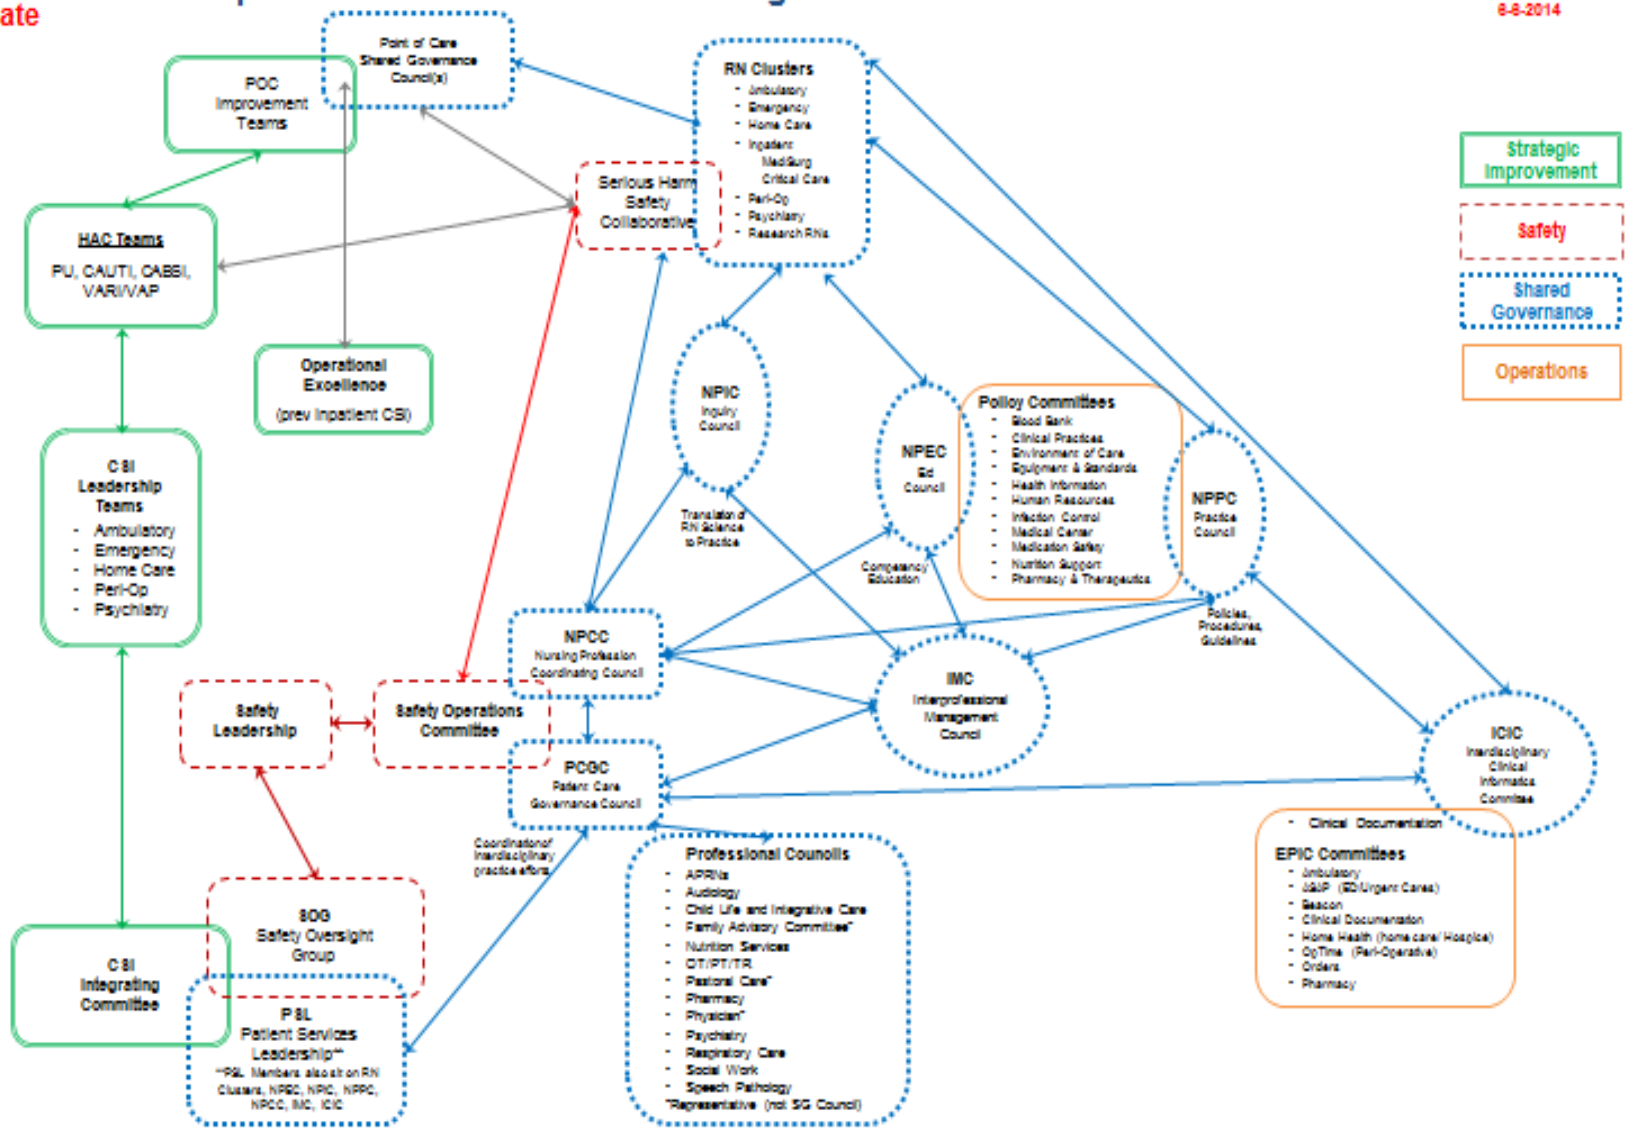 ate
6-6-2014
Point of Care
Shared Governance
Council(s)
POC
Improvement
Teams
RN Clusters
- Ambulatory
- Emergency
- Home Care
- Inpatient
MedSurg
Critical Care
- Peri-Op
- Psychiatry
- Research RNs
Strategic
Improvement
Safety
Shared
Governance
Operations
Serious Harm
Safety
Collaborative
HAC Teams
PU, CAUTI, CABSI,
VARI/VAP
Operational
Excellence
(prev Inpatient CSI)
NPIC
Inquiry
Council
NPEC
Ed
Council
Policy Committees
- Blood Bank
- Clinical Practices
- Environment of Care
- Equipment & Standards
- Health Information
- Human Resources
- Infection Control
- Medical Center
- Medication Safety
- Nutrition Support
- Pharmacy & Therapeutics
NPPC
Practice
Council
CSI
Leadership
Teams
- Ambulatory
- Emergency
- Home Care
- Peri-Op
- Psychiatry
Translation of
RN Science
to Practice
Competency
Education
Policies,
Procedures,
Guidelines
NPCC
Nursing Profession
Coordinating Council
IMC
Interprofessional
Management
Council
Safety
Leadership
Safety Operations
Committee
PCGC
Patient Care
Governance Council
ICIC
Interdisciplinary
Clinical
Informatics
Committee
Coordination of
interdisciplinary
practice efforts
Professional Councils
- APRNs
- Audiology
- Child Life and Integrative Care
- Family Advisory Committee*
- Nutrition Services
- OT/PT/TR
- Pastoral Care*
- Pharmacy
- Physician*
- Psychiatry
- Respiratory Care
- Social Work
- Speech Pathology
*Representative (not SG Council)
- Clinical Documentation
EPIC Committees
- Ambulatory
- ASAP (ED/Urgent Cares)
- Beacon
- Clinical Documentation
- Home Health (home care/ Hospice)
- OpTime (Peri-Operative)
- Orders
- Pharmacy
SOG
Safety Oversight
Group
CSI
Integrating
Committee
PSL
Patient Services
Leadership**
**PSL Members also sit on RN
Clusters, NPEC, NPIC, NPPC,
NPCC, IMC, ICIC